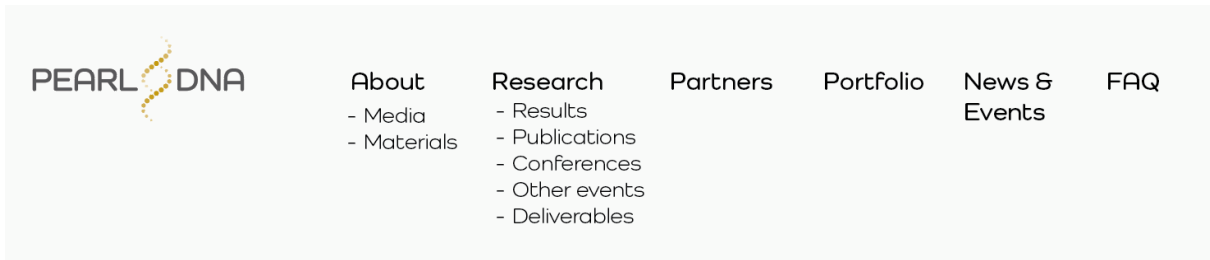 PEARL DNA
About
- Media
- Materials
Research
- Results
- Publications
- Conferences
- Other events
- Deliverables
Partners
Portfolio
News &
Events
FAQ